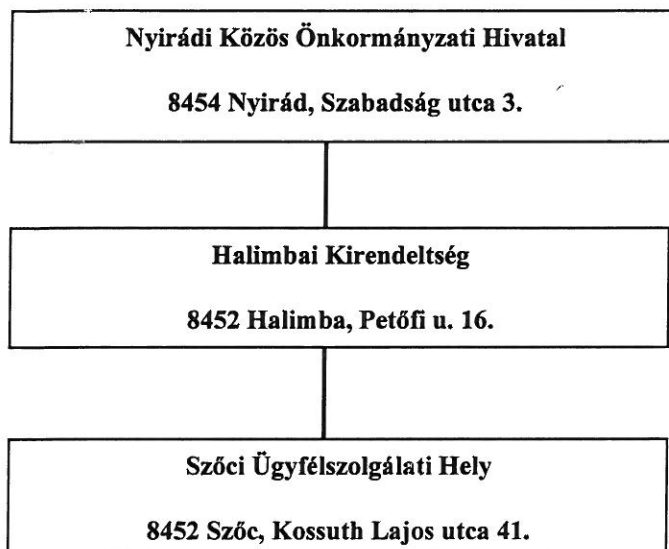 Nyirádi Közös Önkormányzati Hivatal
8454 Nyirád, Szabadság utca 3.
Halimbai Kirendeltség
8452 Halimba, Petőfi u. 16.
Szőci Ügyfélszolgálati Hely
8452 Szőc, Kossuth Lajos utca 41.